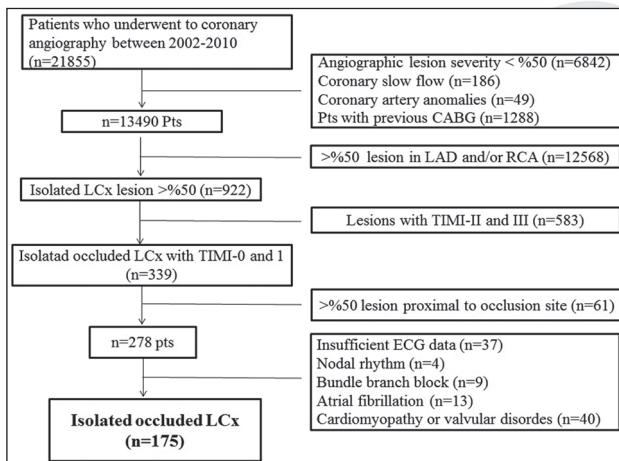 Patients who underwent to coronary
angiography between 2002-2010
(n=21855)
Angiographic lesion severity < %50 (n=6842)
Coronary slow flow (n=186)
Coronary artery anomalies (n=49)
Pts with previous CABG (n=1288)
n=13490 Pts
>%50 lesion in LAD and/or RCA (n=12568)
Isolated LCx lesion >%50 (n=922)
Lesions with TIMI-II and III (n=583)
Isolatad occluded LCx with TIMI-0 and 1
(n=339)
>%50 lesion proximal to occlusion site (n=61)
n=278 pts
Insufficient ECG data (n=37)
Nodal rhythm (n=4)
Bundle branch block (n=9)
Atrial fibrillation (n=13)
Cardiomyopathy or valvular disordes (n=40)
Isolated occluded LCx
(n=175)